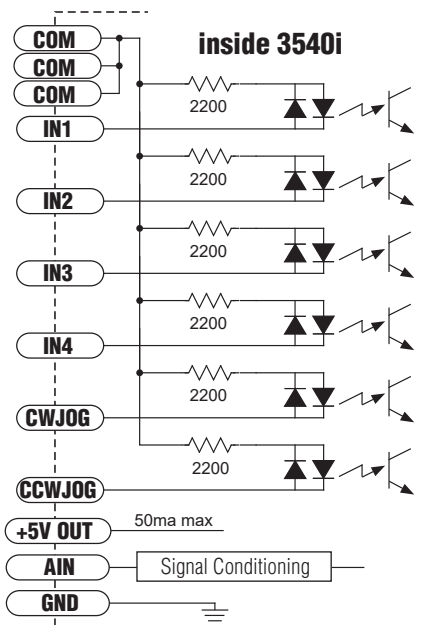 COM
inside 3540i
COM
COM
2200
IN1
2200
IN2
2200
IN3
2200
IN4
2200
CWJOG
2200
CCWJOG
+5V OUT
50ma max
AIN
Signal Conditioning
GND